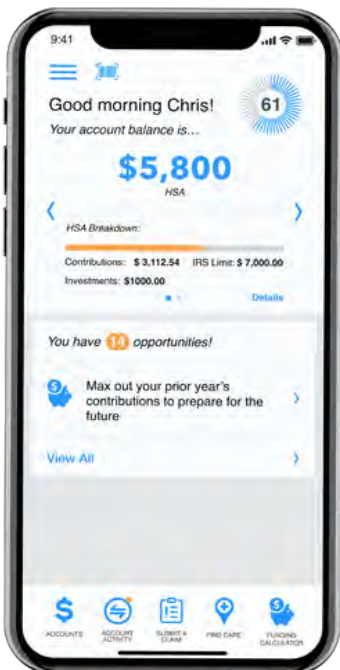 9:41
Good morning Chris!
61
Your account balance is...
$5,800
HSA
HSA Breakdown:
Contributions: $ 3,112.54 IRS Limit: $ 7,000.00
Investments: $1000.00
Details
You have 14 opportunities!
Max out your prior year's
contributions to prepare for the
future
View All
ACCOUNTS
ACCOUNT
ACTIVITY
SUBMIT A
CLAIM
FIND CARE
FUNDING
CALCULATOR